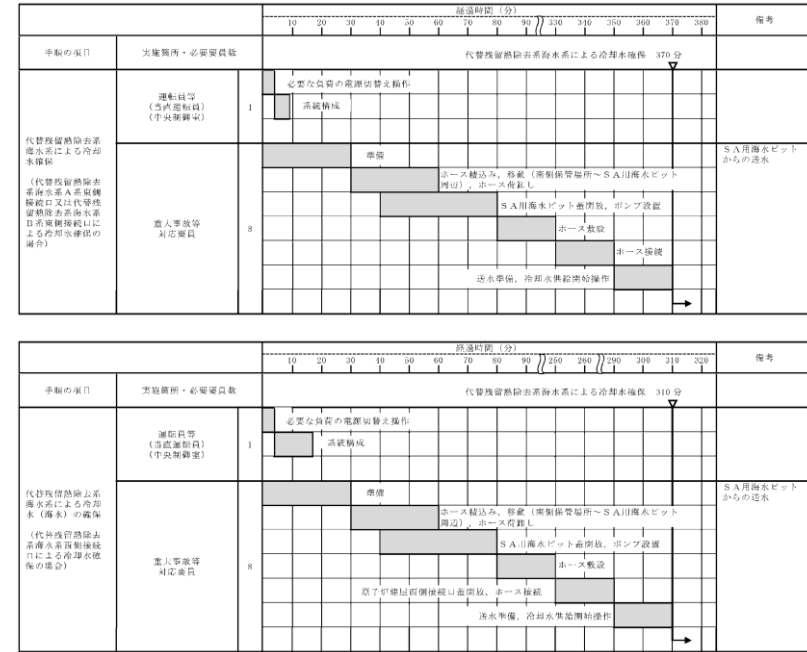 経過時間（分）
10 20 30 40 50 60 70 80 90 330 340 350 360 370 380
備考
手順の項目
実施箇所・必要要員数
代替残留熱除去系海水系による冷却水確保 370 分
代替残留熱除去系
海水系による冷却
水確保
（代替残留熱除去
系海水系Ａ系東側
接続口又は代替残
留熱除去系海水系
Ｂ系東側接続口に
よる冷却水確保の
場合）
運転員等
（当直運転員）
（中央制御室）
1
必要な負荷の電源切替え操作
系統構成
重大事故等
対応要員
8
準備
ホース積込み，移動（南側保管場所～ＳＡ用海水ピット
周辺），ホース荷卸し
ＳＡ用海水ピット蓋開放，ポンプ設置
ホース敷設
ホース接続
送水準備，冷却水供給開始操作
ＳＡ用海水ピット
からの送水
経過時間（分）
10 20 30 40 50 60 70 80 90 250 260 290 300 310 320
備考
手順の項目
実施箇所・必要要員数
代替残留熱除去系海水系による冷却水確保 310 分
代替残留熱除去系
海水系による冷却
水（海水）の確保
（代替残留熱除去
系海水系西側接続
口による冷却水確
保の場合）
運転員等
（当直運転員）
（中央制御室）
1
必要な負荷の電源切替え操作
系統構成
重大事故等
対応要員
8
準備
ホース積込み，移動（南側保管場所～ＳＡ用海水ピット
周辺），ホース荷卸し
ＳＡ用海水ピット蓋開放，ポンプ設置
ホース敷設
原子炉建屋西側接続口蓋開放，ホース接続
送水準備，冷却水供給開始操作
ＳＡ用海水ピット
からの送水